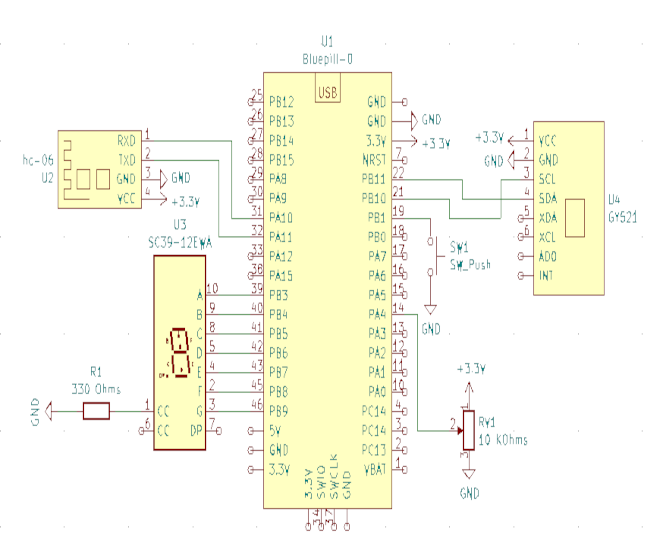 U1
Bluepill-0
USB
25 PB12
26 PB13
27 PB14
28 PB15
29 PA8
30 PA9
31 PA10
32 PA11
33 PA12
38 PA15
39 PB3
40 PB4
41 PB5
42 PB6
43 PB7
45 PB8
46 PB9
5V
GND
3.3V
GND
GND GND
3.3V +3.3V
NRST 7
PB11 22
PB10 21
PB1 19
PB0 18
PA7 17
PA6 16
PA5 15
PA4 14
PA3 13
PA2 12
PA1 11
PA0 10
PC14 4
PC14 3
PC13 2
VBAT 1
3.3V
SWIO 34
SWCLK 37
GND
hc-06
U2
RXD 1
TXD 2
GND 3 GND
VCC 4 +3.3V
U3
SC39-12EWA
A 10
B 9
C 8
D 5
E 4
F 2
G 3
1 CC
6 CC
DP 7
R1
330 Ohms
GND
SW1
SW_Push
GND
+3.3V
1
2
3
RV1
10 KOhms
GND
U4
GY521
+3.3V 1 VCC
GND 2 GND
3 SCL
4 SDA
5 XDA
6 XCL
ADO
INT